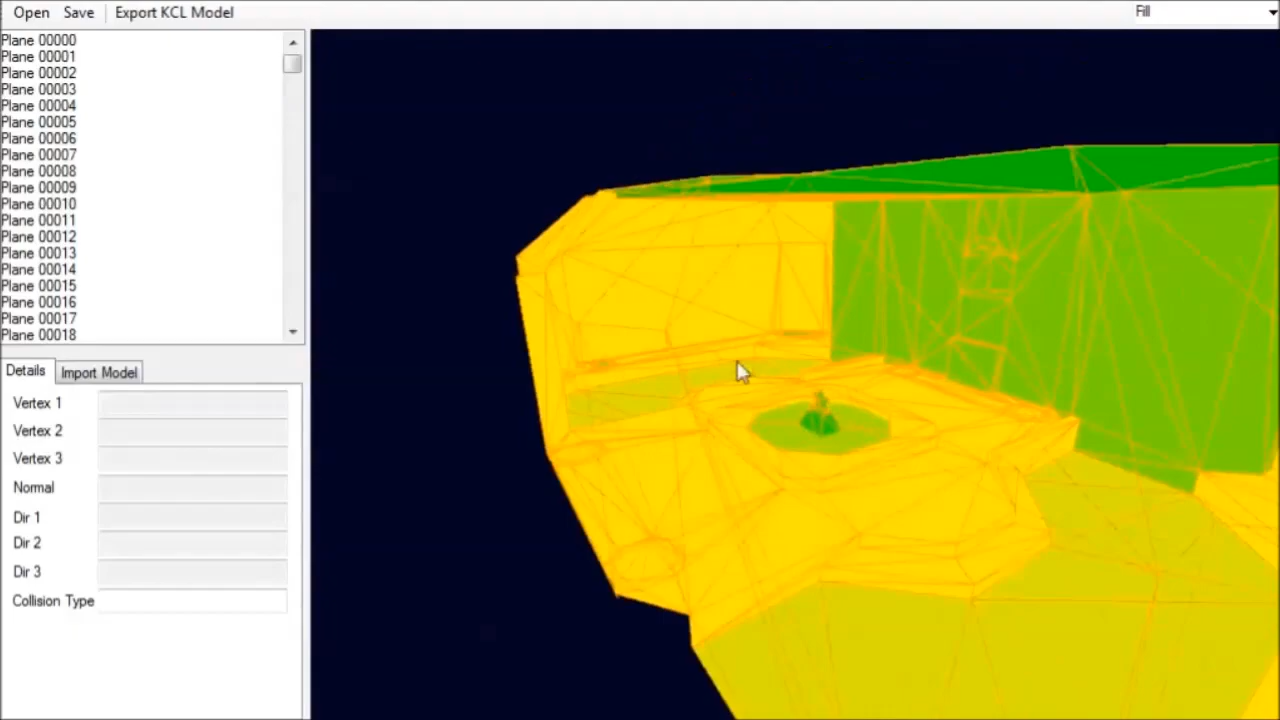 Open Save Export KCL Model Fill
Plane 00000
Plane 00001
Plane 00002
Plane 00003
Plane 00004
Plane 00005
Plane 00006
Plane 00007
Plane 00008
Plane 00009
Plane 00010
Plane 00011
Plane 00012
Plane 00013
Plane 00014
Plane 00015
Plane 00016
Plane 00017
Plane 00018
Details Import Model
Vertex 1
Vertex 2
Vertex 3
Normal
Dir 1
Dir 2
Dir 3
Collision Type